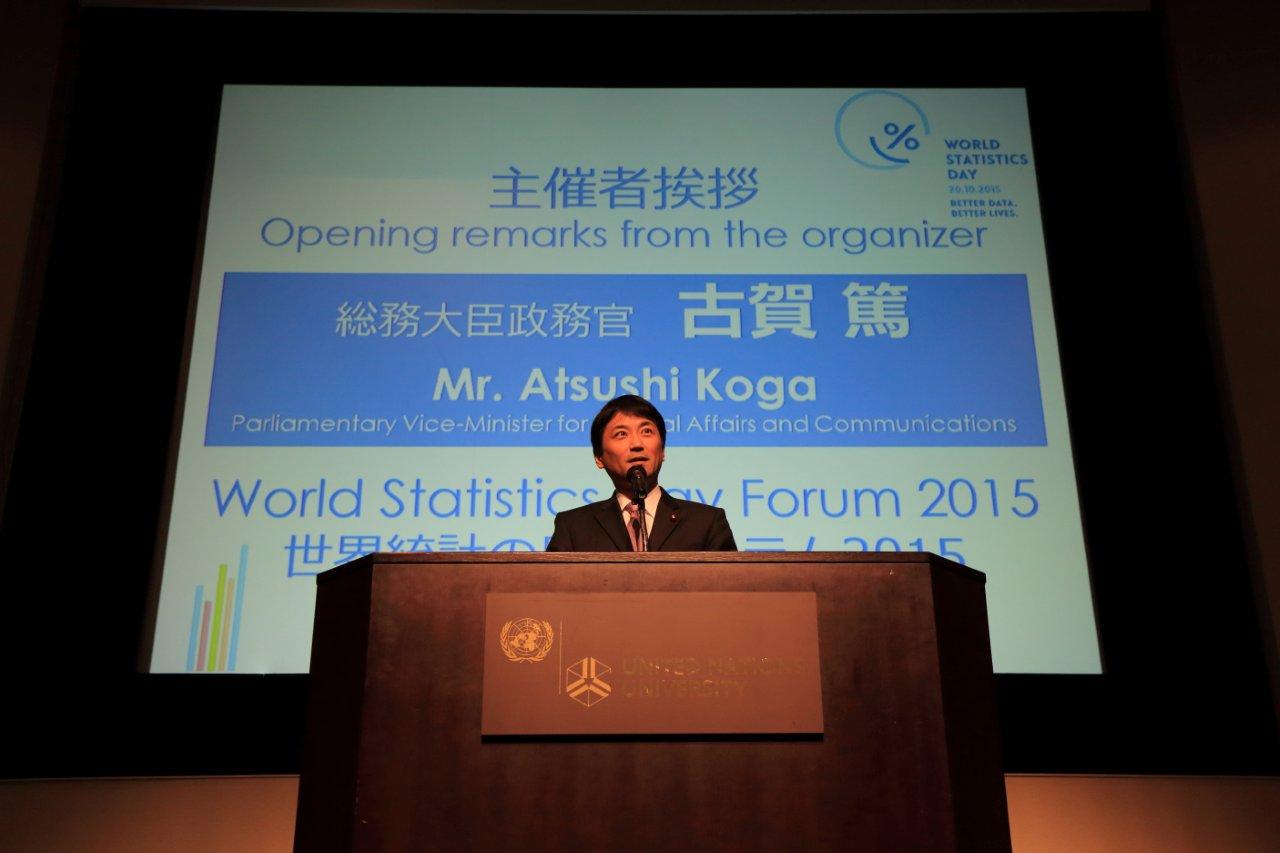 WORLD
STATISTICS
DAY
20.10.2015
BETTER DATA.
BETTER LIVES.
主催者挨拶
Opening remarks from the organizer
総務大臣政務官 古賀 篤
Mr. Atsushi Koga
Parliamentary Vice-Minister for Affairs and Communications
World Forum 2015
世界統計の 2015
UNITED NATIONS
UNIVERSITY